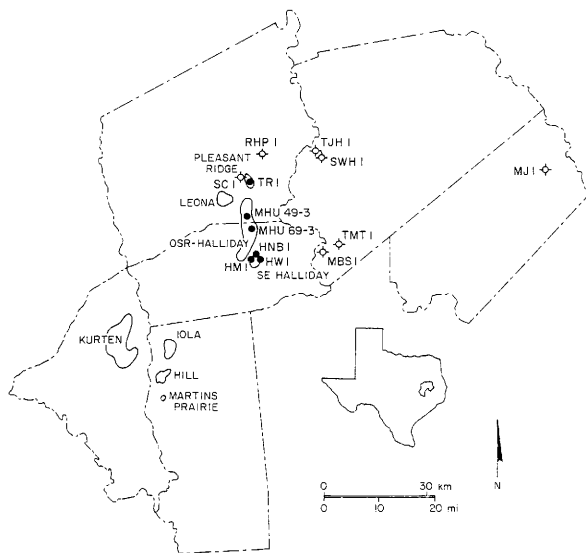 RHP 1
TJH 1
SWH 1
PLEASANT
RIDGE
SC 1
TR 1
MJ 1
LEONA
MHU 49-3
MHU 69-3
OSR-HALLIDAY
HNB 1
TMT 1
HM 1
HW 1
MBS 1
SE HALLIDAY
KURTEN
IOLA
HILL
MARTINS
PRAIRIE
0 30 km
0 10 20 mi
N